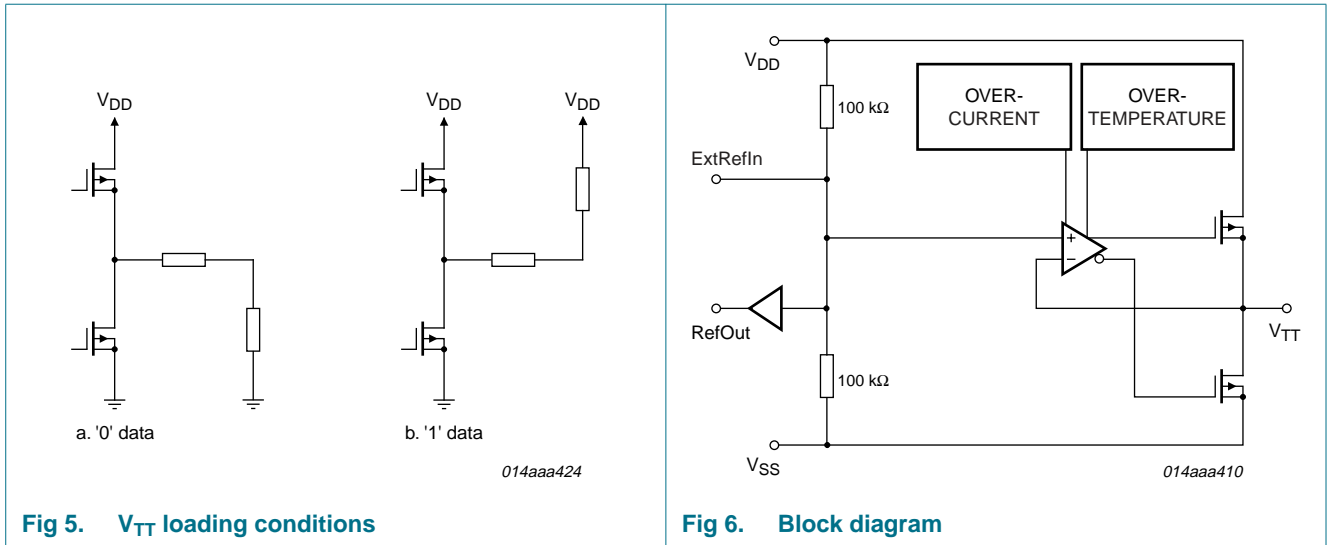 VDD
VDD
VDD
a. '0' data
b. '1' data
014aaa424
Fig 5. VTT loading conditions
VDD
100 kΩ
OVER-
CURRENT
OVER-
TEMPERATURE
ExtRefIn
+
−
RefOut
VTT
100 kΩ
VSS
014aaa410
Fig 6. Block diagram